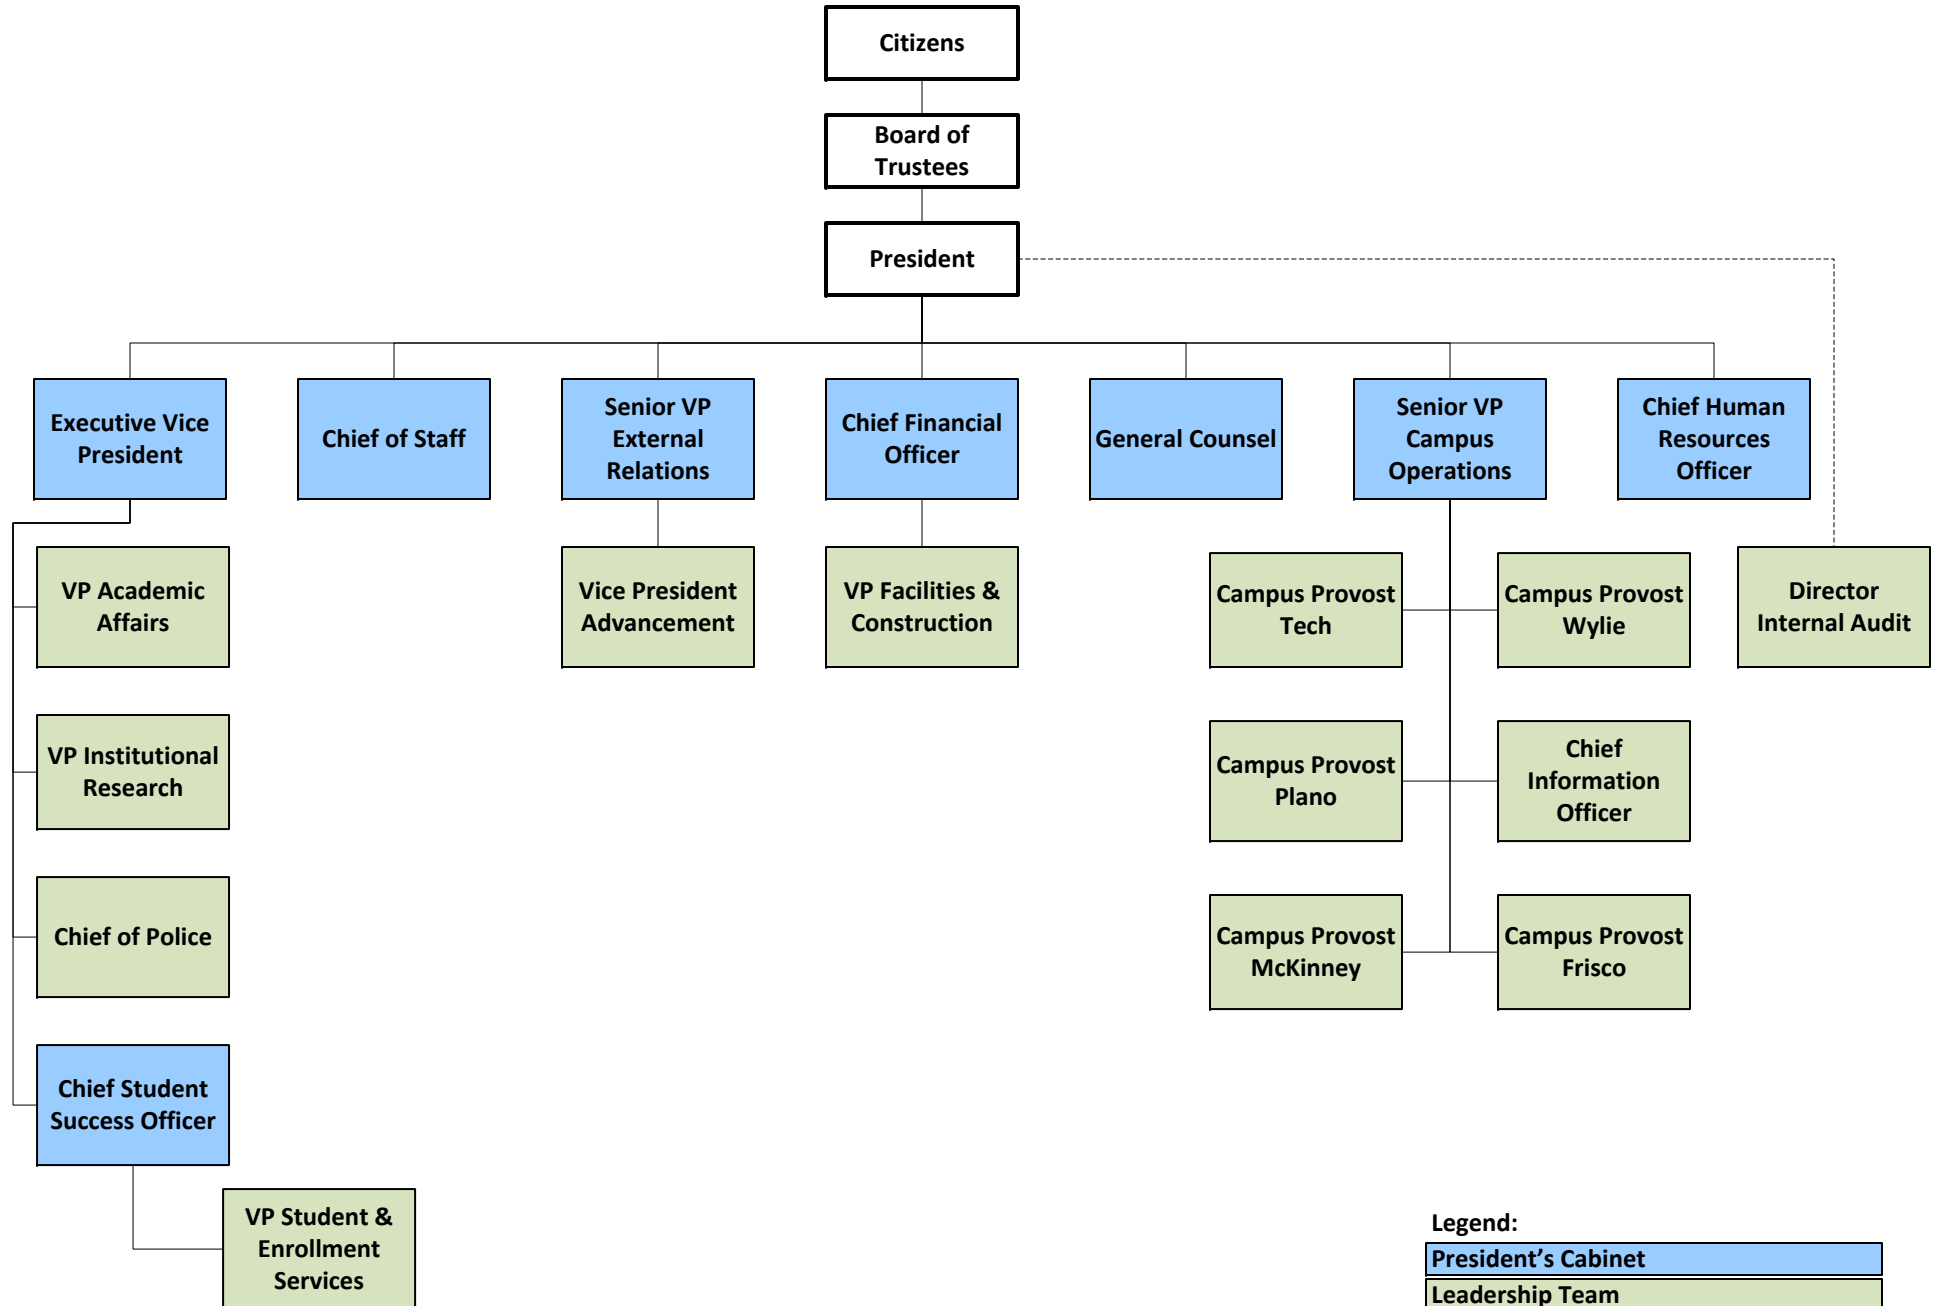 Citizens
Board of
Trustees
President
Executive Vice
President
Chief of Staff
Senior VP
External
Relations
Chief Financial
Officer
General Counsel
Senior VP
Campus
Operations
Chief Human
Resources
Officer
VP Academic
Affairs
Vice President
Advancement
VP Facilities &
Construction
Campus Provost
Tech
Campus Provost
Wylie
Director
Internal Audit
VP Institutional
Research
Campus Provost
Plano
Chief
Information
Officer
Chief of Police
Campus Provost
McKinney
Campus Provost
Frisco
Chief Student
Success Officer
VP Student &
Enrollment
Services
Legend:
President’s Cabinet
Leadership Team